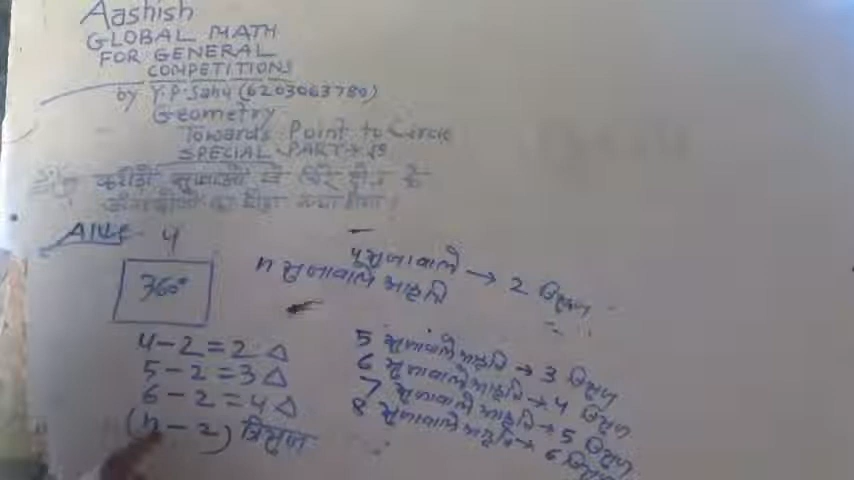 Aashish
GLOBAL MATH
FOR GENERAL
COMPETITIONS
by Y.P. Sahu (6203063780)
Geometry
Towards Point to Circle
SPECIAL PART
करोड़ों भुजाओं से घिरे क्षेत्र के
4
360°
4 भुजावाले → 2 त्रिभुज
n भुजावाले आकृति
4-2=2 Δ
5-2=3 Δ
6-2=4 Δ
(n-2) त्रिभुज
5 भुजावाले आकृति → 3 त्रिभुज
6 भुजावाले आकृति → 4 त्रिभुज
7 भुजावाले आकृति → 5 त्रिभुज
8 भुजावाले आकृति → 6 त्रिभुज